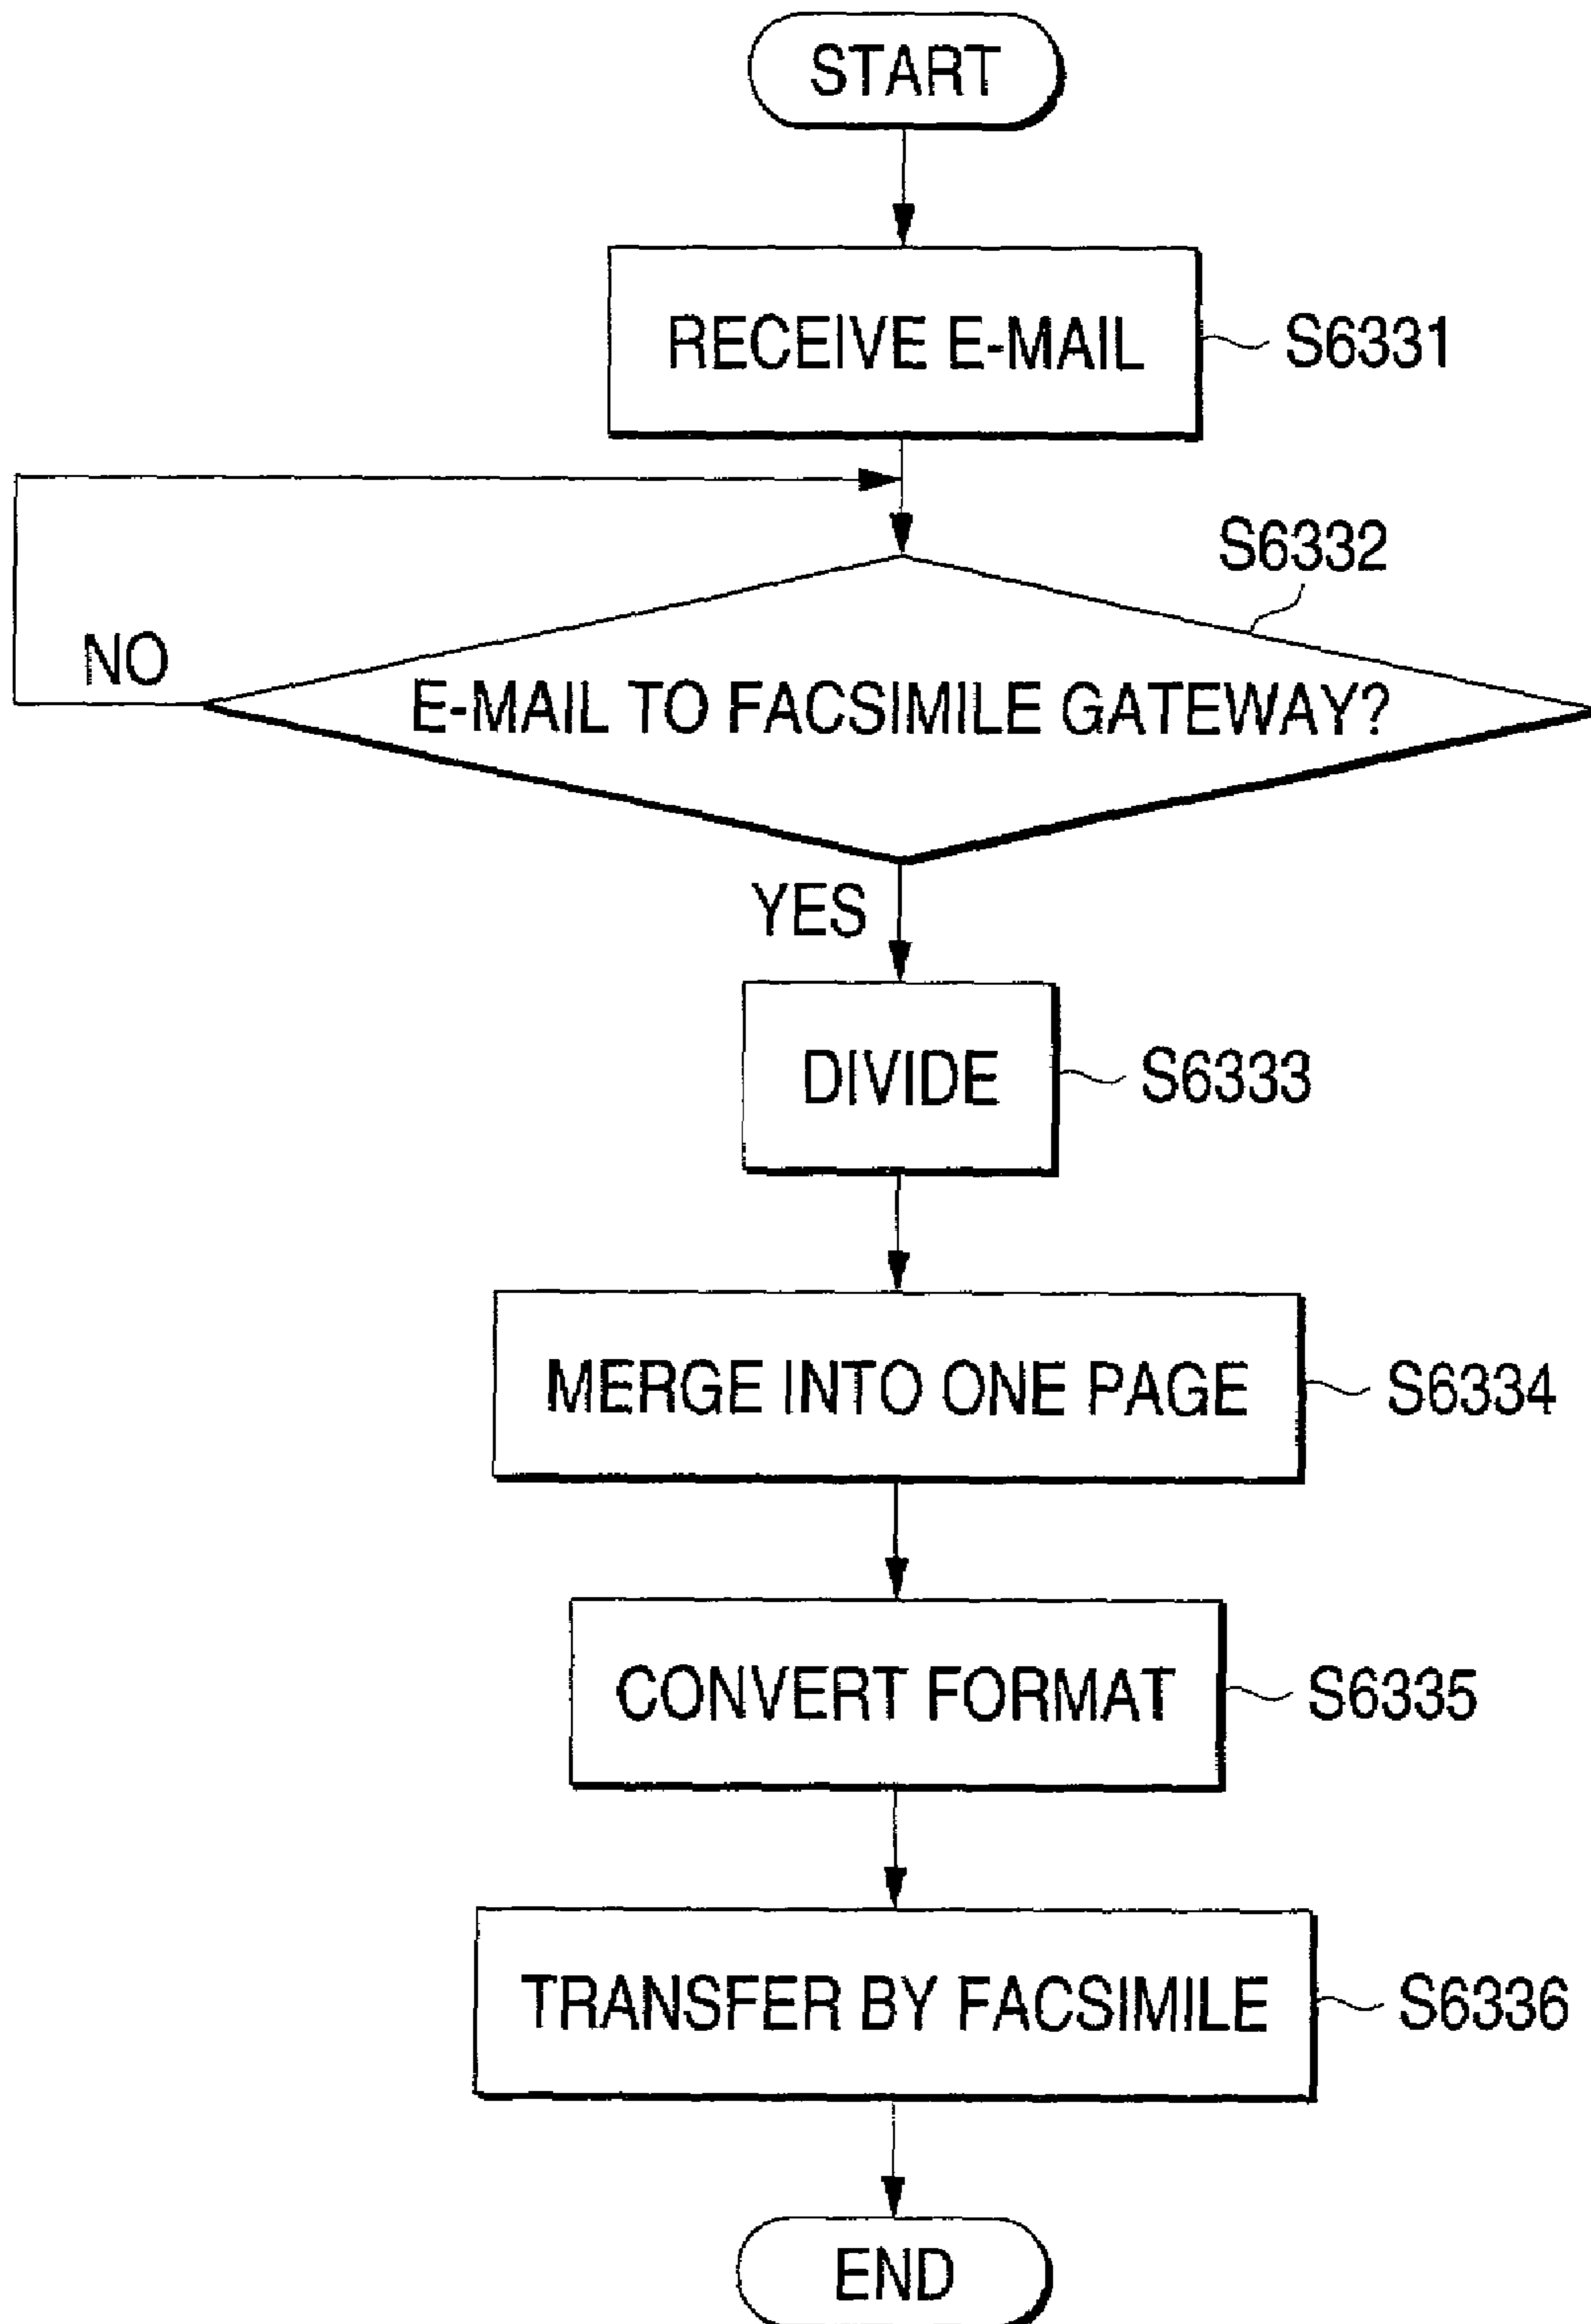 START
RECEIVE E-MAIL
S6331
S6332
NO
E-MAIL TO FACSIMILE GATEWAY?
YES
DIVIDE
S6333
MERGE INTO ONE PAGE
S6334
CONVERT FORMAT
S6335
TRANSFER BY FACSIMILE
S6336
END